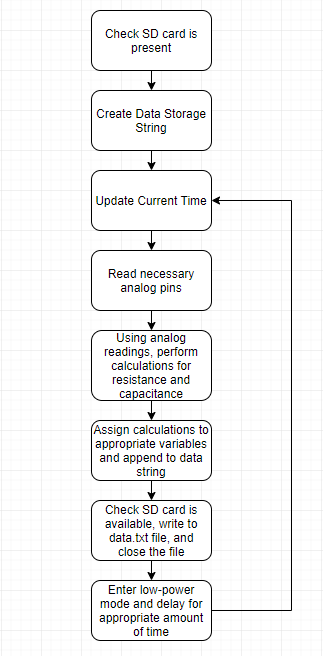 Check SD card is
present
Create Data Storage
String
Update Current Time
Read necessary
analog pins
Using analog
readings, perform
calculations for
resistance and
capacitance
Assign calculations to
appropriate variables
and append to data
string
Check SD card is
available, write to
data.txt file, and
close the file
Enter low-power
mode and delay for
appropriate amount
of time